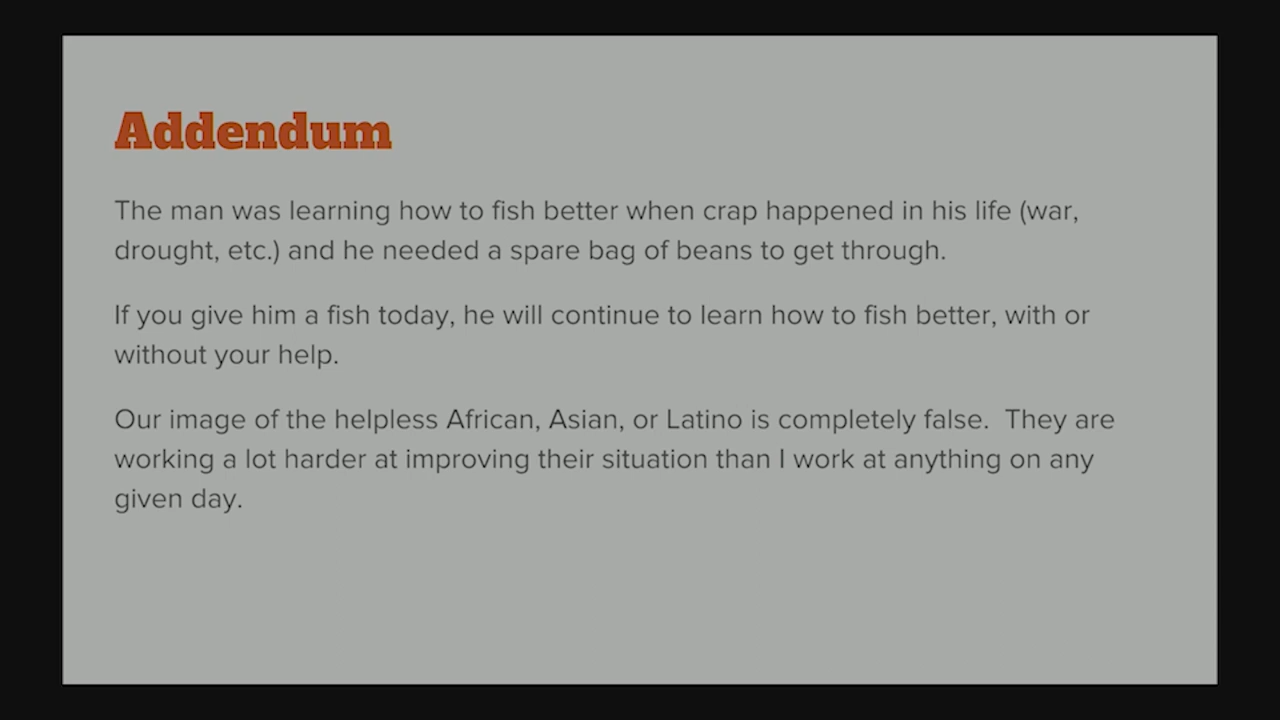 Addendum
The man was learning how to fish better when crap happened in his life (war,
drought, etc.) and he needed a spare bag of beans to get through.
If you give him a fish today, he will continue to learn how to fish better, with or
without your help.
Our image of the helpless African, Asian, or Latino is completely false.  They are
working a lot harder at improving their situation than I work at anything on any
given day.